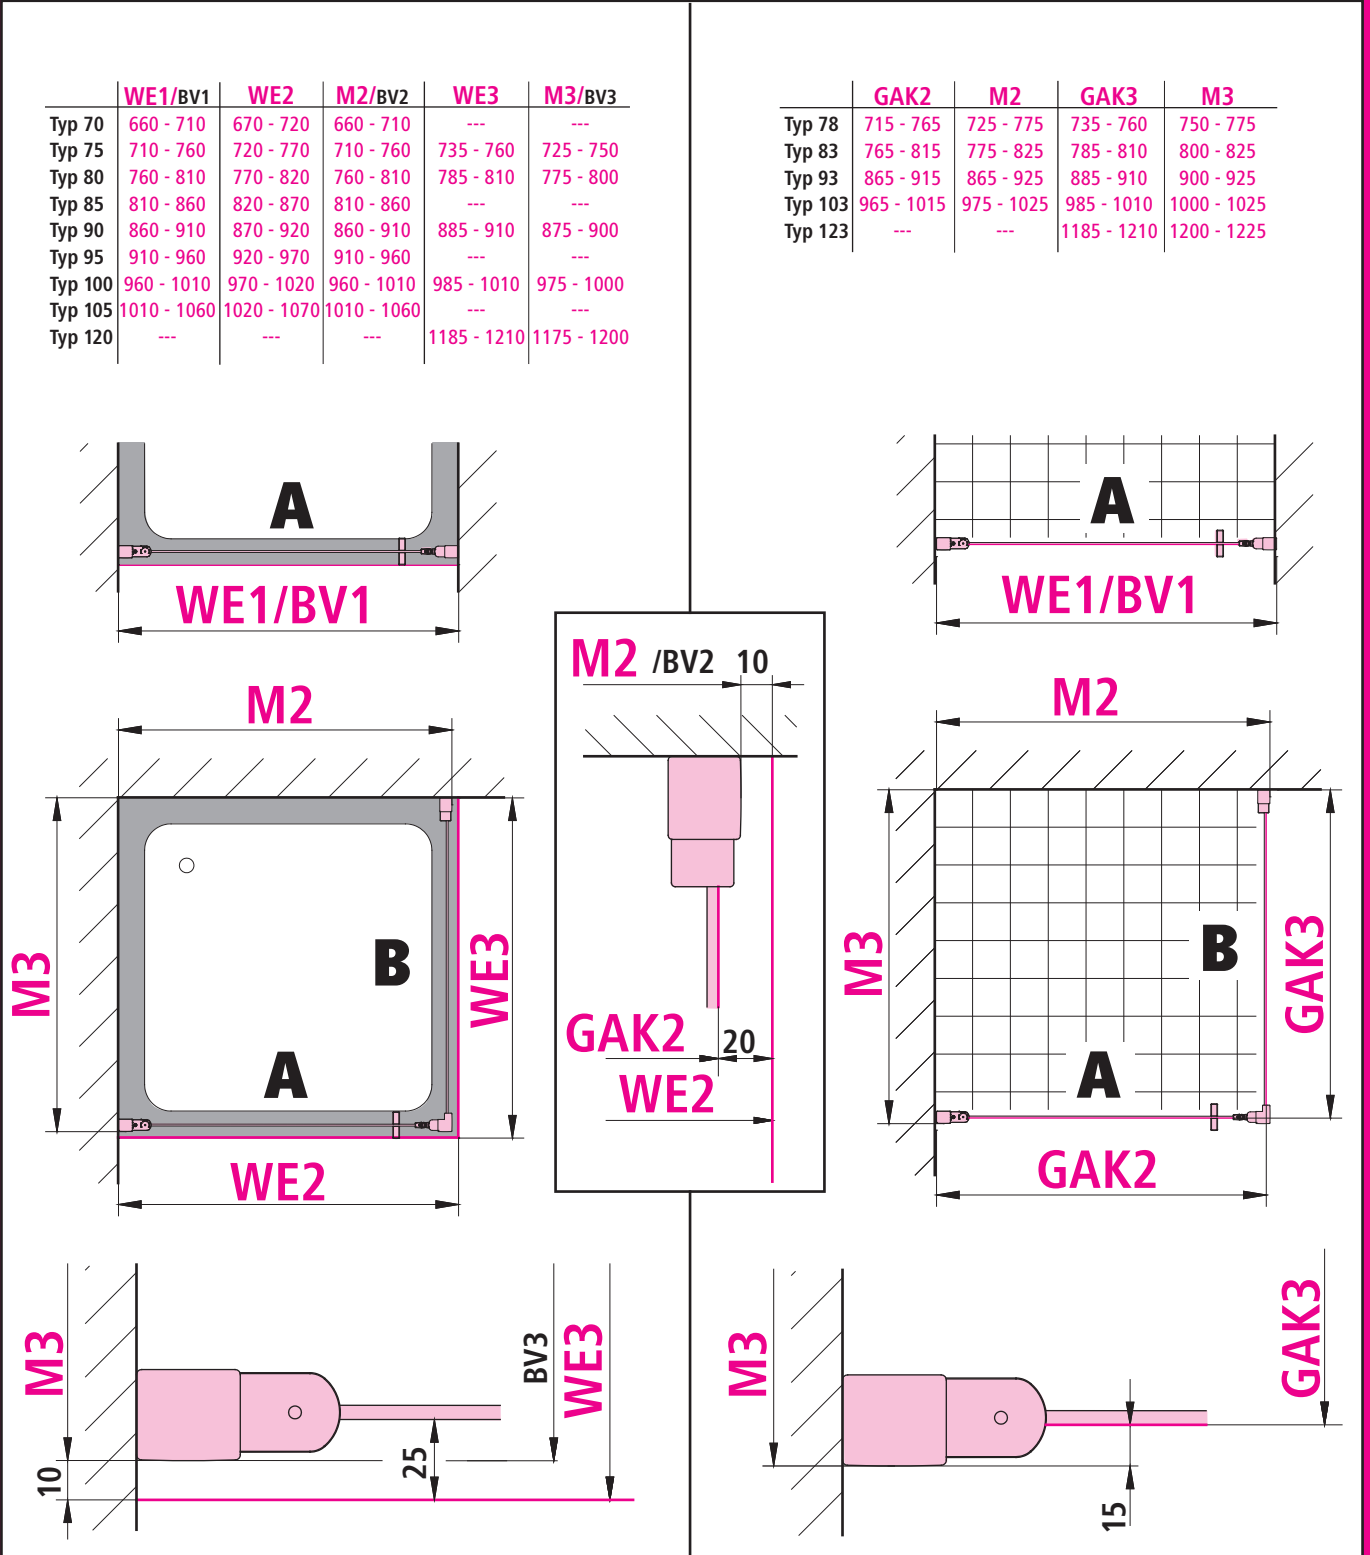 WE1/BV1 WE2 M2/BV2 WE3 M3/BV3
Typ 70 660 - 710 670 - 720 660 - 710 --- ---
Typ 75 710 - 760 720 - 770 710 - 760 735 - 760 725 - 750
Typ 80 760 - 810 770 - 820 760 - 810 785 - 810 775 - 800
Typ 85 810 - 860 820 - 870 810 - 860 --- ---
Typ 90 860 - 910 870 - 920 860 - 910 885 - 910 875 - 900
Typ 95 910 - 960 920 - 970 910 - 960 --- ---
Typ 100 960 - 1010 970 - 1020 960 - 1010 985 - 1010 975 - 1000
Typ 105 1010 - 1060 1020 - 1070 1010 - 1060 --- ---
Typ 120 --- --- --- 1185 - 1210 1175 - 1200
GAK2 M2 GAK3 M3
Typ 78 715 - 765 725 - 775 735 - 760 750 - 775
Typ 83 765 - 815 775 - 825 785 - 810 800 - 825
Typ 93 865 - 915 865 - 925 885 - 910 900 - 925
Typ 103 965 - 1015 975 - 1025 985 - 1010 1000 - 1025
Typ 123 --- --- 1185 - 1210 1200 - 1225
A
WE1/BV1
M2
M3
B
WE3
A
WE2
M3
10
25
BV3
WE3
M2 /BV2 10
GAK2 20
WE2
A
WE1/BV1
M2
M3
B
GAK3
A
GAK2
M3
15
GAK3